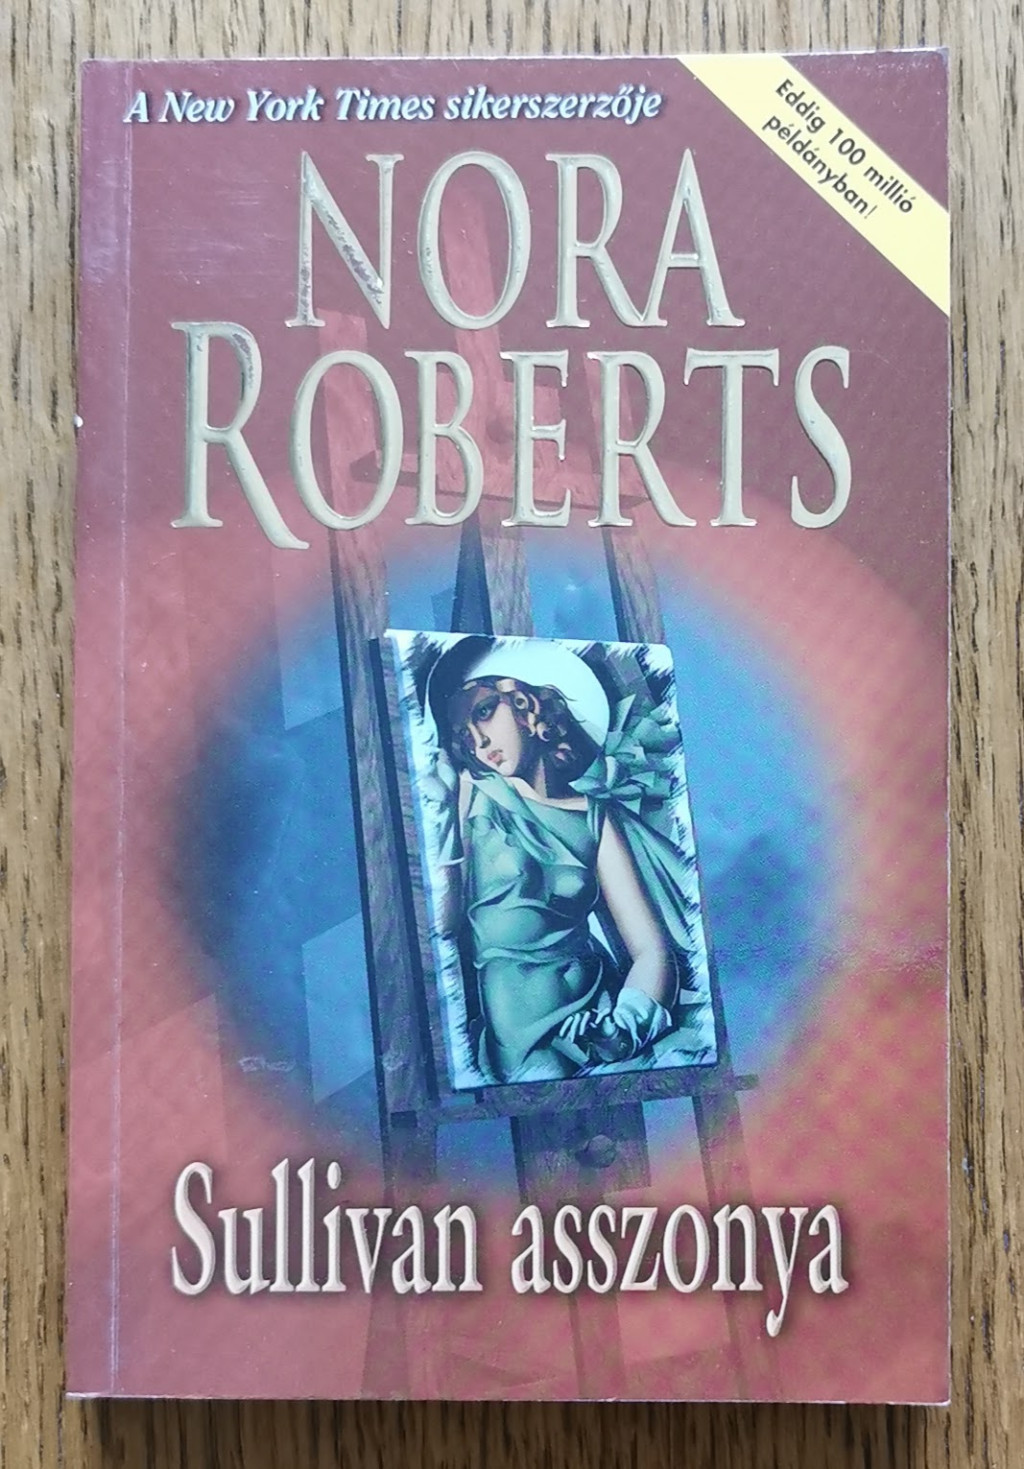 A New York Times sikerszerzője
Eddig 100 millió
példányban!
NORA
ROBERTS
Sullivan asszonya